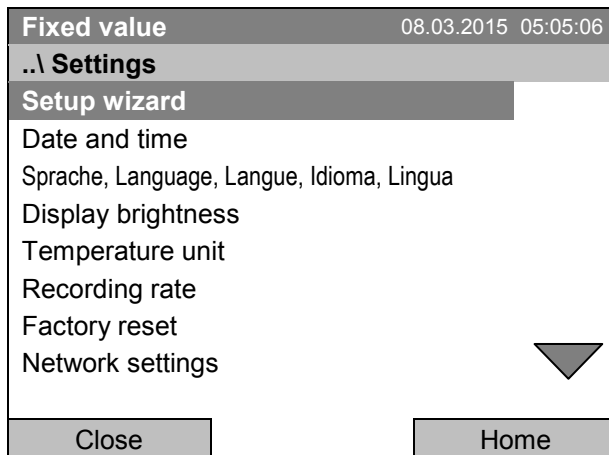 Fixed value 08.03.2015 05:05:06
..\ Settings
Setup wizard
Date and time
Sprache, Language, Langue, Idioma, Lingua
Display brightness
Temperature unit
Recording rate
Factory reset
Network settings
Close Home